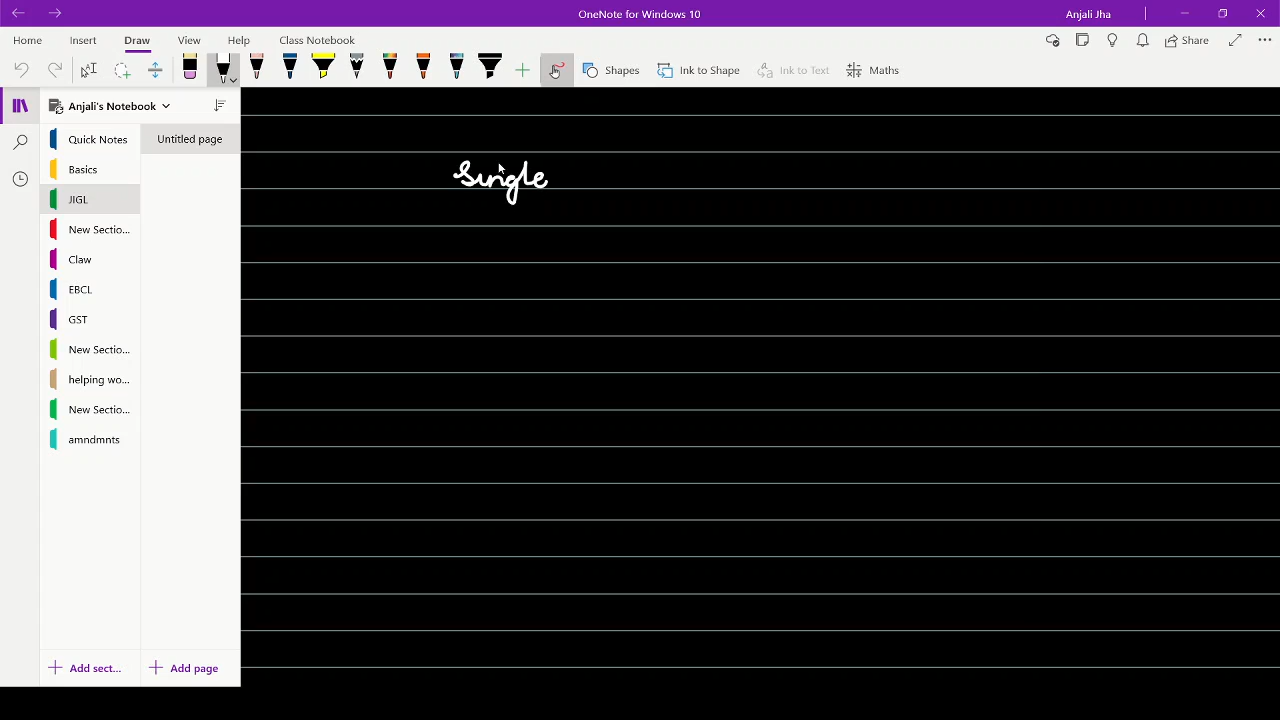 OneNote for Windows 10
Anjali Jha
Home Insert Draw View Help Class Notebook
Share
Shapes Ink to Shape Ink to Text Maths
Anjali's Notebook
Quick Notes
Basics
JIGL
New Sectio...
Claw
EBCL
GST
New Sectio...
helping wo...
New Sectio...
amndmnts
Add sect...
Untitled page
Add page
Single